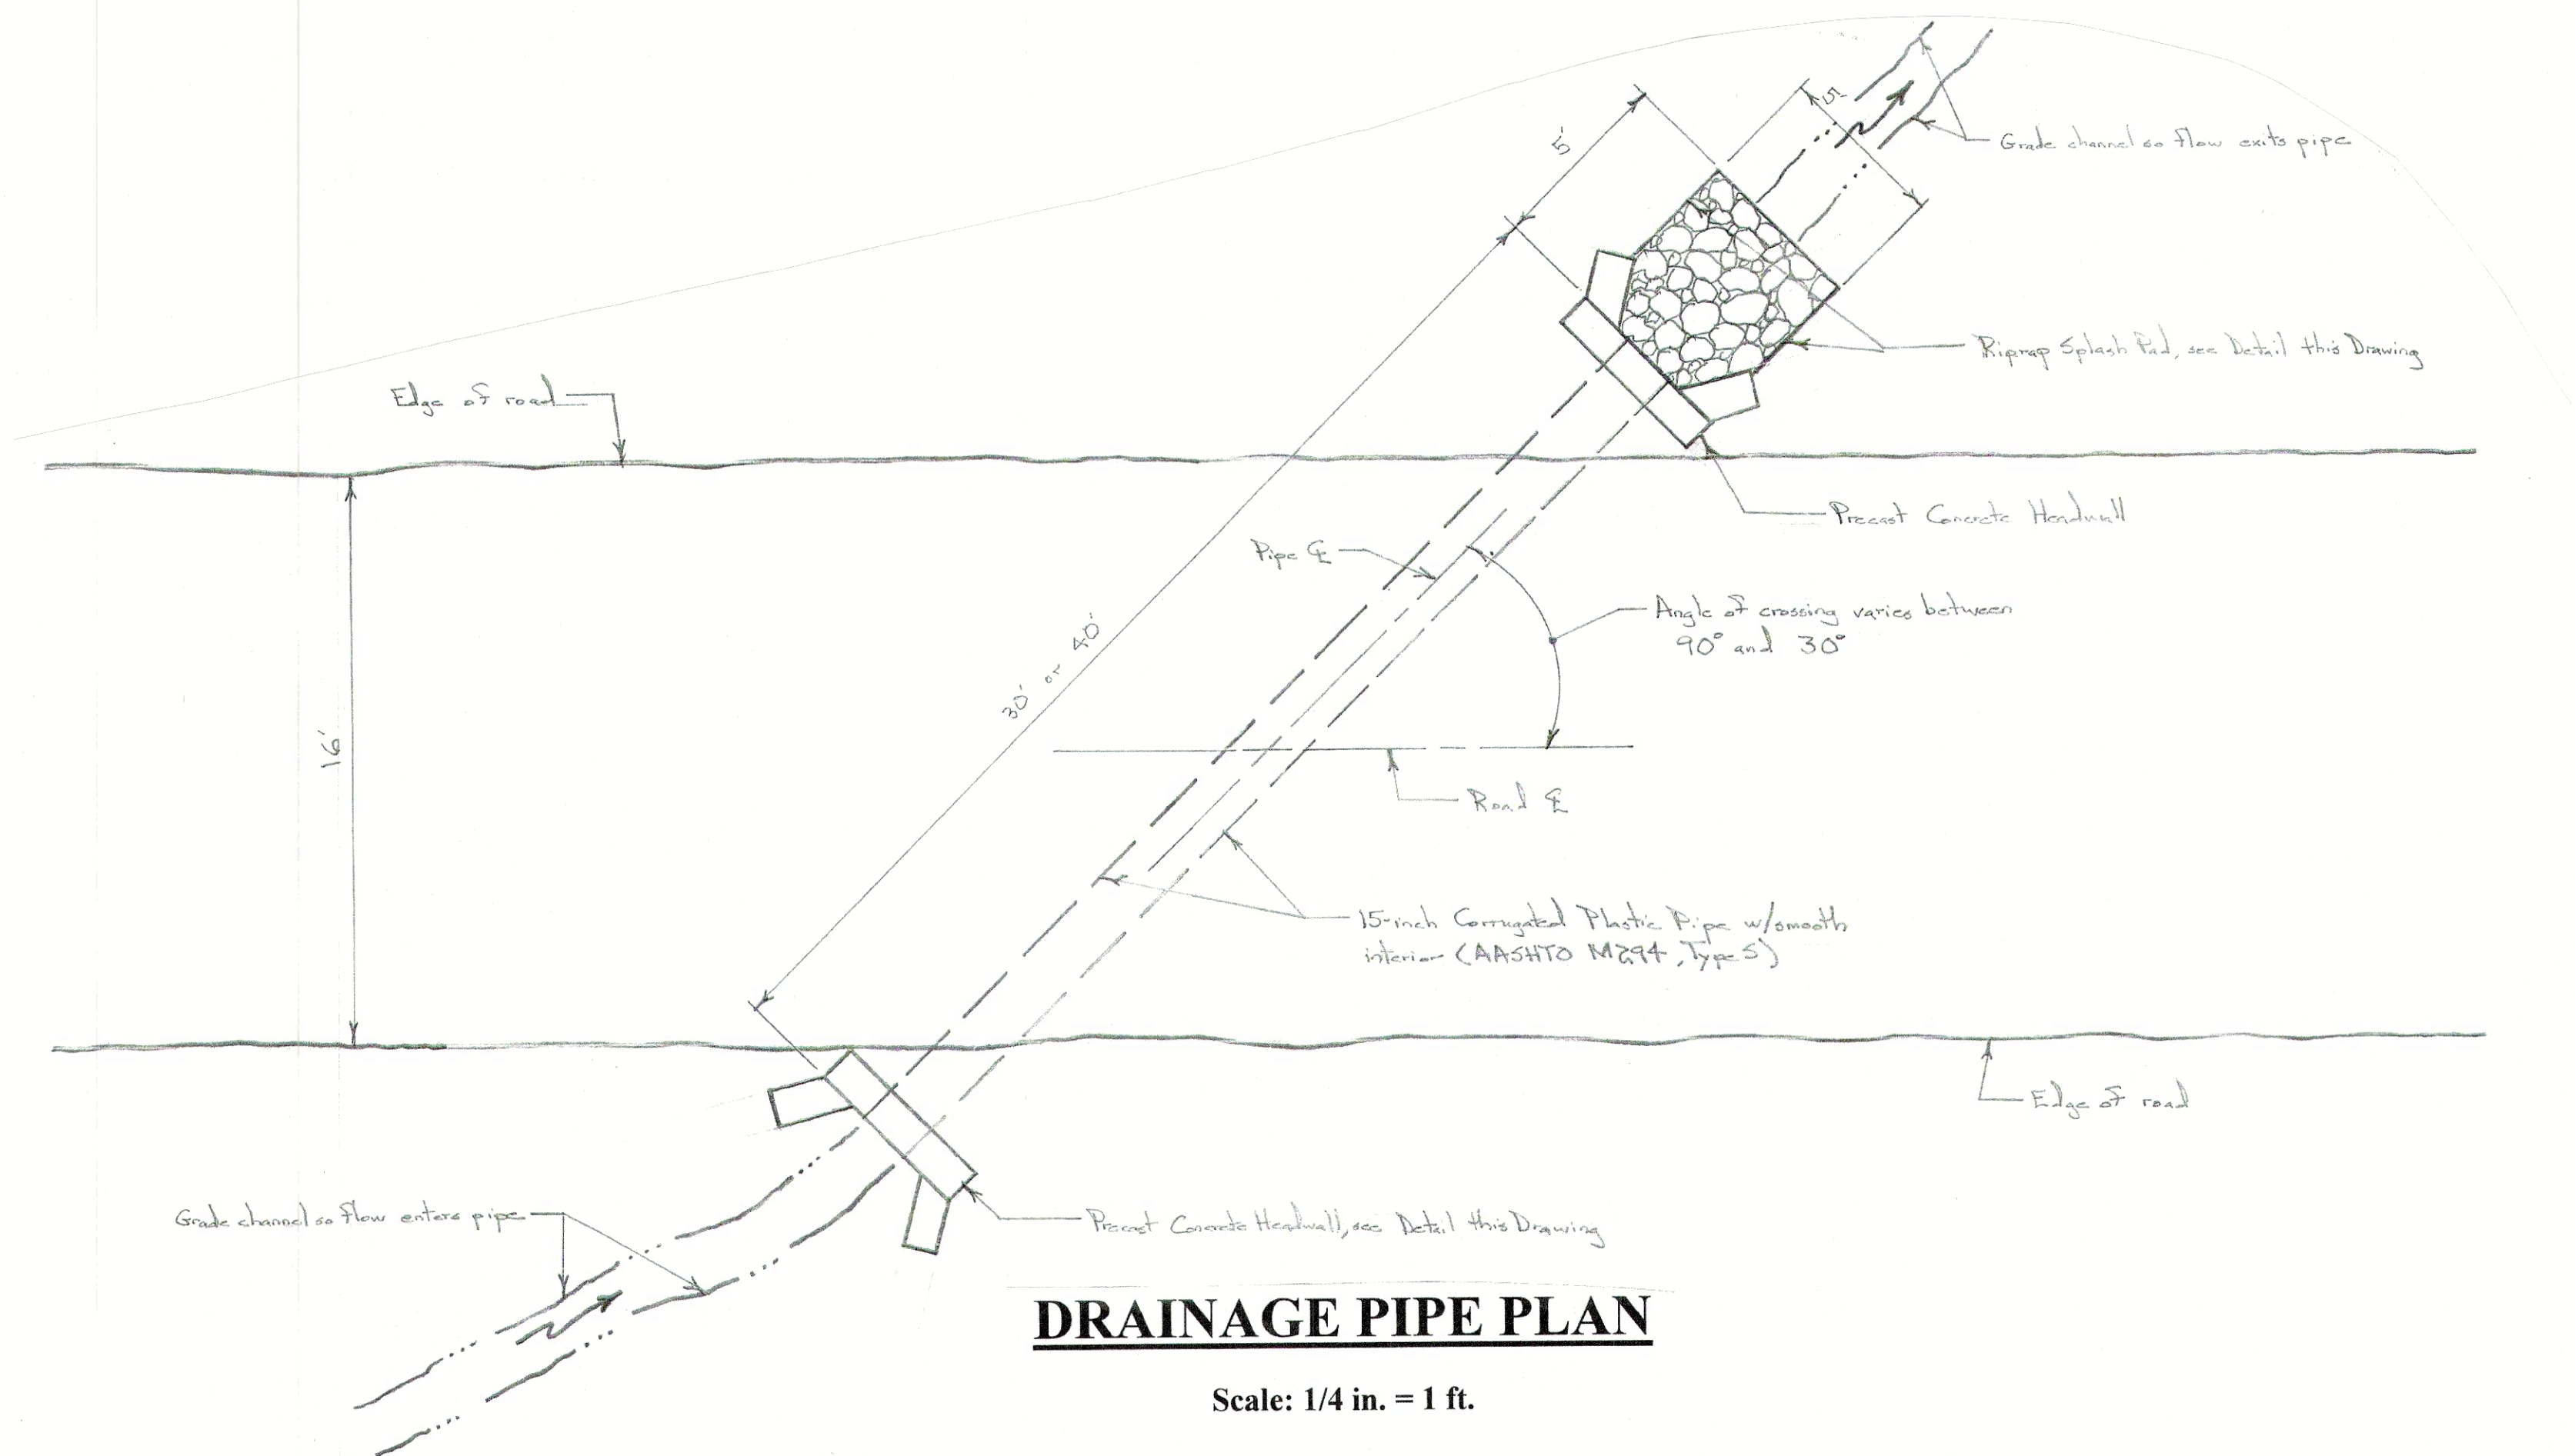 5'
5'
Grade channel so flow exits pipe
Riprap Splash Pad, see Detail this Drawing
Edge of road
Precast Concrete Headwall
Pipe ℄
Angle of crossing varies between
90° and 30°
30' or 40'
16'
Road ℄
15-inch Corrugated Plastic Pipe w/smooth
interior (AASHTO M294, Type S)
Edge of road
Grade channel so flow enters pipe
Precast Concrete Headwall, see Detail this Drawing
DRAINAGE PIPE PLAN
Scale: 1/4 in. = 1 ft.